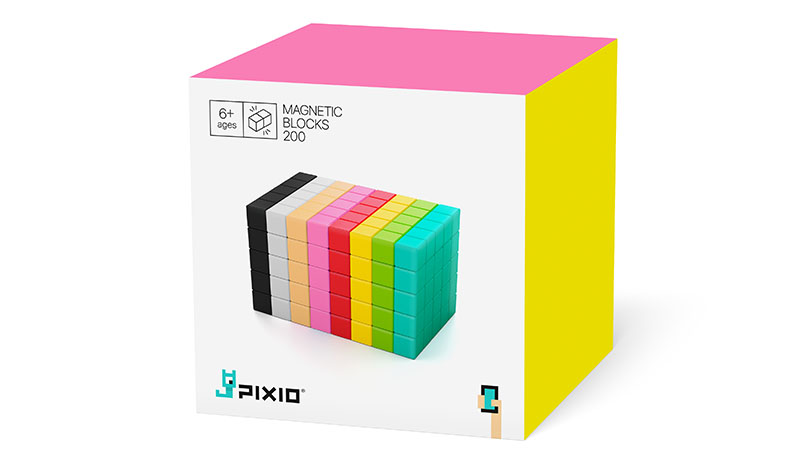 6+
ages
MAGNETIC
BLOCKS
200
PIXIO®